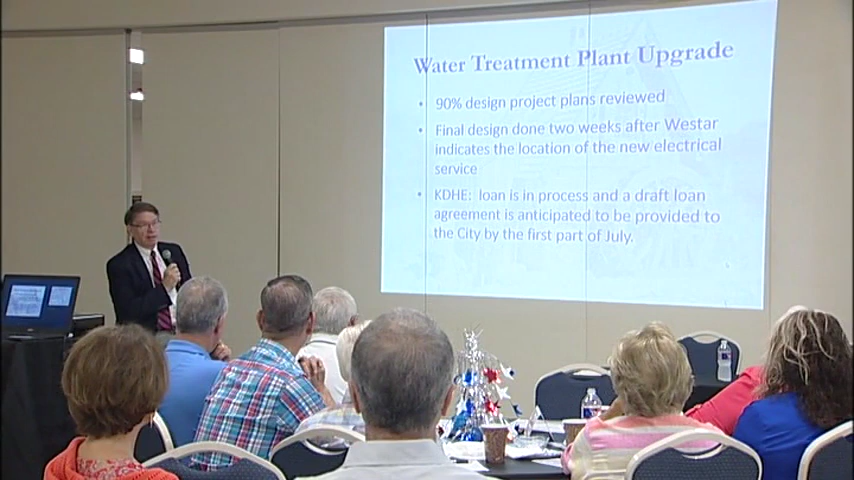 Water Treatment Plant Upgrade
• 90% design project plans reviewed
• Final design done two weeks after Westar
indicates the location of the new electrical
service
• KDHE: loan is in process and a draft loan
agreement is anticipated to be provided to
the City by the first part of July.